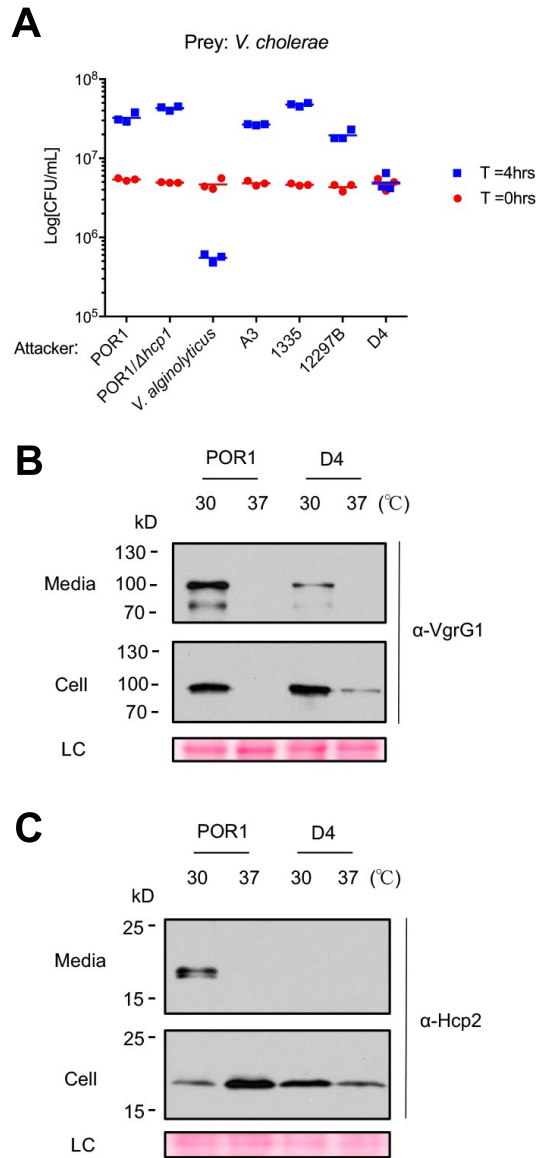 A
Prey: V. cholerae
10⁸
10⁷
10⁶
10⁵
Log[CFU/mL]
T =4hrs
T =0hrs
Attacker:
POR1
POR1/Δhcp1
V. alginolyticus
A3
1335
12297B
D4
B
POR1 D4
30 37 30 37 (℃)
kD
Media
130
100
70
Cell
130
100
70
α-VgrG1
LC
C
POR1 D4
30 37 30 37 (℃)
kD
Media
25
15
Cell
25
15
α-Hcp2
LC